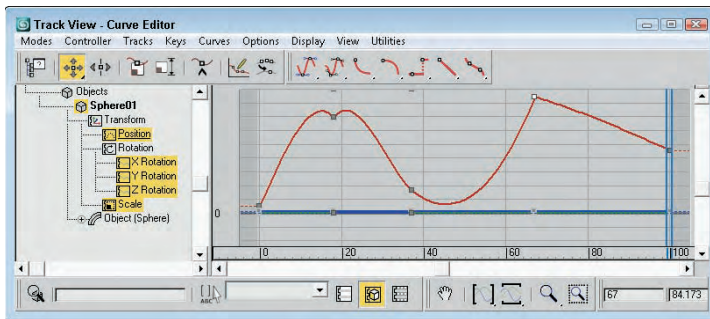 Track View - Curve Editor
Modes Controller Tracks Keys Curves Options Display View Utilities
Objects
Sphere01
Transform
Position
Rotation
X Rotation
Y Rotation
Z Rotation
Scale
Object (Sphere)
0
0 20 40 60 80 100
ABC
67 84.173